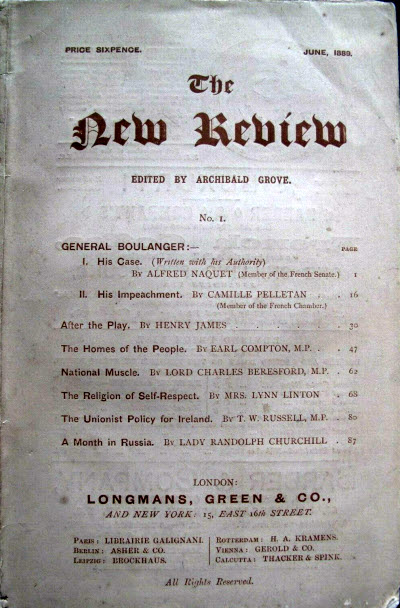 PRICE SIXPENCE. JUNE, 1889.
The
New Review
EDITED BY ARCHIBALD GROVE.
No. 1.
GENERAL BOULANGER:— PAGE
I. His Case. (Written with his Authority)
By ALFRED NAQUET (Member of the French Senate.) 1
II. His Impeachment. By CAMILLE PELLETAN . . 16
(Member of the French Chamber.)
After the Play. By HENRY JAMES . . . . . . 30
The Homes of the People. By EARL COMPTON, M.P. . . 47
National Muscle. By LORD CHARLES BERESFORD, M.P. . 62
The Religion of Self-Respect. By MRS. LYNN LINTON . 68
The Unionist Policy for Ireland. By T. W. RUSSELL, M.P. . 80
A Month in Russia. By LADY RANDOLPH CHURCHILL . 87
LONDON:
LONGMANS, GREEN & CO.,
AND NEW YORK: 15, EAST 16th STREET.
PARIS: LIBRAIRIE GALIGNANI. ROTTERDAM: H. A. KRAMENS.
BERLIN: ASHER & CO. VIENNA: GEROLD & CO.
LEIPZIG: BROCKHAUS. CALCUTTA: THACKER & SPINK.
All Rights Reserved.